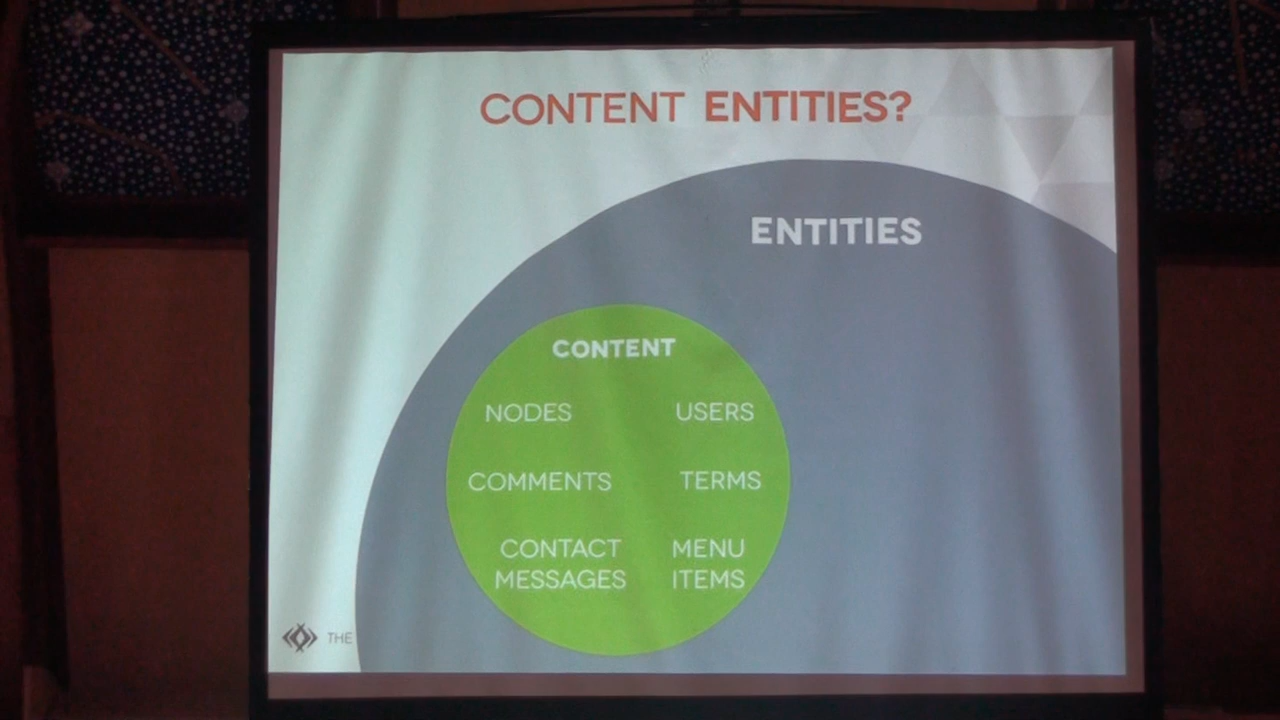 CONTENT ENTITIES?
ENTITIES
CONTENT
NODES
USERS
COMMENTS
TERMS
CONTACT
MESSAGES
MENU
ITEMS
THE